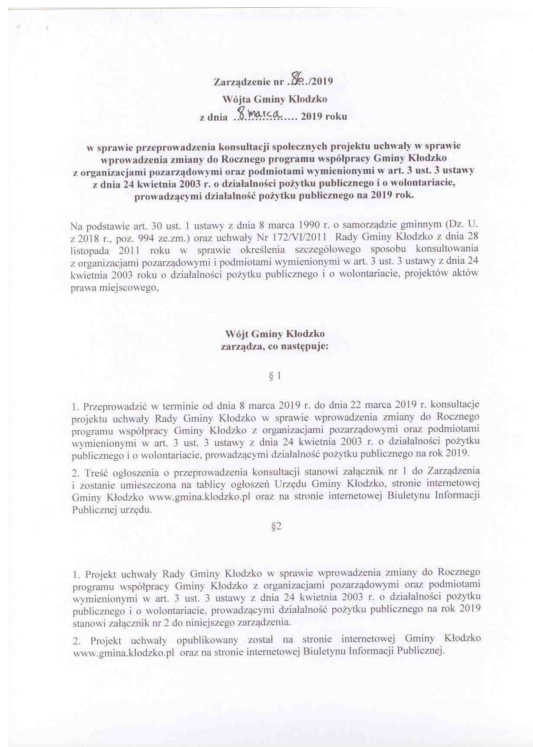 Zarządzenie nr .86../2019
Wójta Gminy Kłodzko
z dnia ..8.marca.... 2019 roku
w sprawie przeprowadzenia konsultacji społecznych projektu uchwały w sprawie
wprowadzenia zmiany do Rocznego programu współpracy Gminy Kłodzko
z organizacjami pozarządowymi oraz podmiotami wymienionymi w art. 3 ust. 3 ustawy
z dnia 24 kwietnia 2003 r. o działalności pożytku publicznego i o wolontariacie,
prowadzącymi działalność pożytku publicznego na 2019 rok.
Na podstawie art. 30 ust. 1 ustawy z dnia 8 marca 1990 r. o samorządzie gminnym (Dz. U.
z 2018 r., poz. 994 ze.zm.) oraz uchwały Nr 172/VI/2011 Rady Gminy Kłodzko z dnia 28
listopada 2011 roku w sprawie określenia szczegółowego sposobu konsultowania
z organizacjami pozarządowymi i podmiotami wymienionymi w art. 3 ust. 3 ustawy z dnia 24
kwietnia 2003 roku o działalności pożytku publicznego i o wolontariacie, projektów aktów
prawa miejscowego,
Wójt Gminy Kłodzko
zarządza, co następuje:
§ 1
1. Przeprowadzić w terminie od dnia 8 marca 2019 r. do dnia 22 marca 2019 r. konsultacje
projektu uchwały Rady Gminy Kłodzko w sprawie wprowadzenia zmiany do Rocznego
programu współpracy Gminy Kłodzko z organizacjami pozarządowymi oraz podmiotami
wymienionymi w art. 3 ust. 3 ustawy z dnia 24 kwietnia 2003 r. o działalności pożytku
publicznego i o wolontariacie, prowadzącymi działalność pożytku publicznego na rok 2019.
2. Treść ogłoszenia o przeprowadzenia konsultacji stanowi załącznik nr 1 do Zarządzenia
i zostanie umieszczona na tablicy ogłoszeń Urzędu Gminy Kłodzko, stronie internetowej
Gminy Kłodzko www.gmina.klodzko.pl oraz na stronie internetowej Biuletynu Informacji
Publicznej urzędu.
§2
1. Projekt uchwały Rady Gminy Kłodzko w sprawie wprowadzenia zmiany do Rocznego
programu współpracy Gminy Kłodzko z organizacjami pozarządowymi oraz podmiotami
wymienionymi w art. 3 ust. 3 ustawy z dnia 24 kwietnia 2003 r. o działalności pożytku
publicznego i o wolontariacie, prowadzącymi działalność pożytku publicznego na rok 2019
stanowi załącznik nr 2 do niniejszego zarządzenia.
2. Projekt uchwały opublikowany został na stronie internetowej Gminy Kłodzko
www.gmina.klodzko.pl oraz na stronie internetowej Biuletynu Informacji Publicznej.